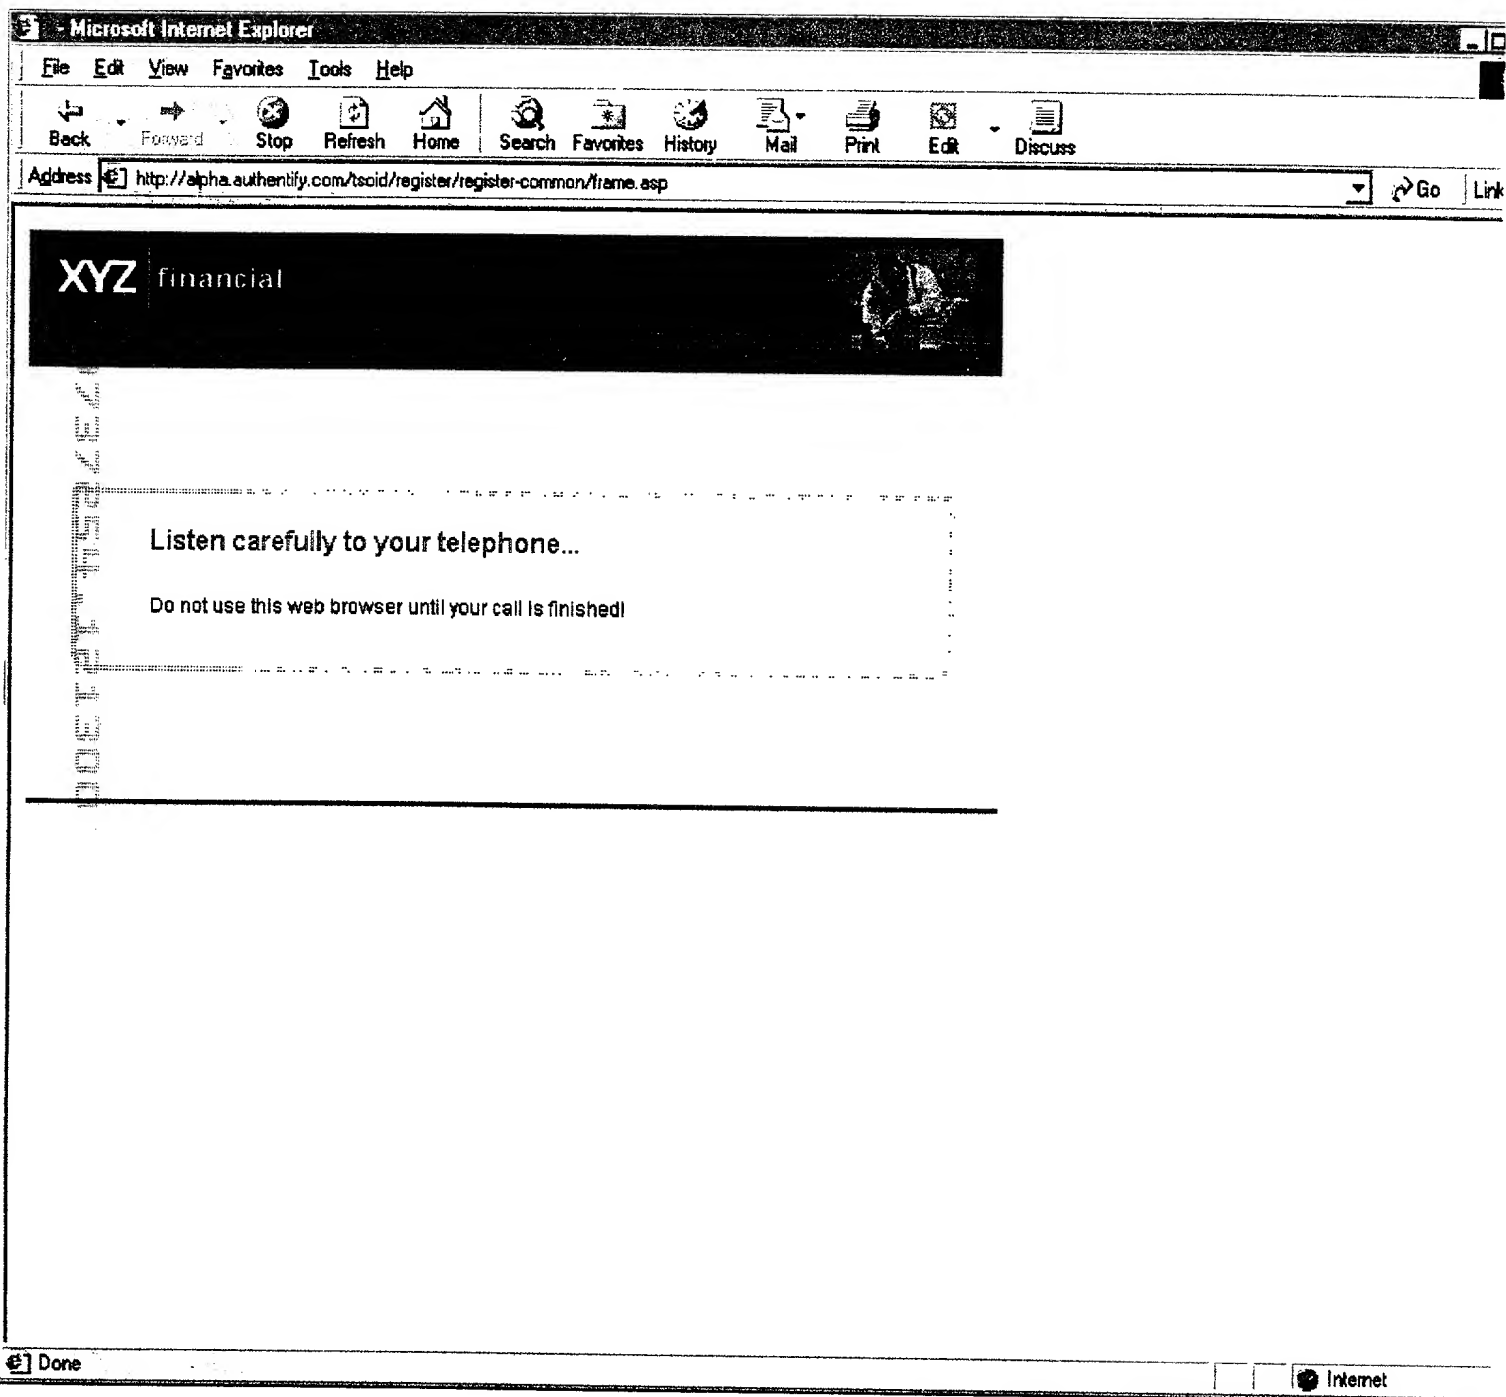 - Microsoft Internet Explorer
File Edit View Favorites Tools Help
Back Forward Stop Refresh Home Search Favorites History Mail Print Edit Discuss
Address http://alpha.authentify.com/tsoid/register/register-common/frame.asp Go Link
XYZ financial
Listen carefully to your telephone...
Do not use this web browser until your call is finished!
Done Internet